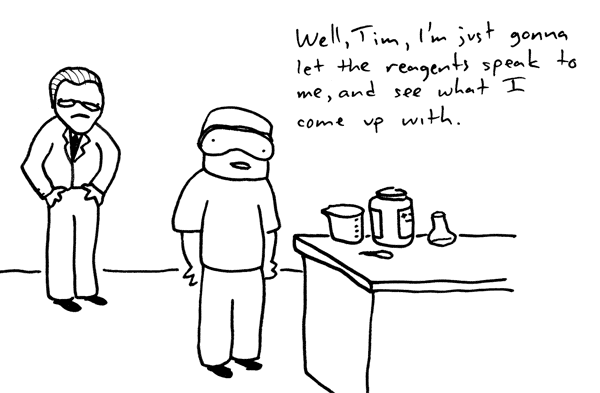 Well, Tim, I'm just gonna
let the reagents speak to
me, and see what I
come up with.